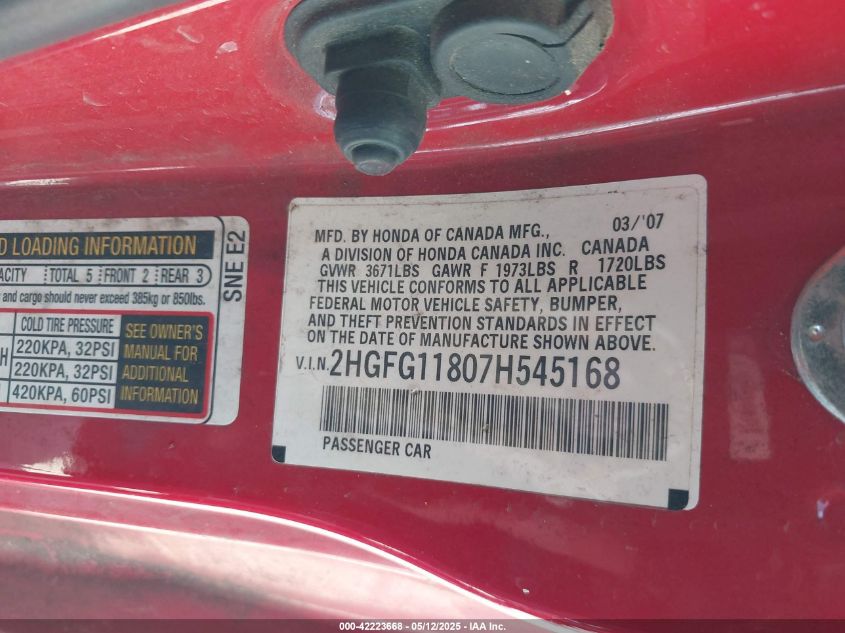 D LOADING INFORMATION
ACITY TOTAL 5 FRONT 2 REAR 3
and cargo should never exceed 385kg or 850lbs.
COLD TIRE PRESSURE
H 220KPA, 32PSI
220KPA, 32PSI
420KPA, 60PSI
SEE OWNER'S
MANUAL FOR
ADDITIONAL
INFORMATION
SNE E2
03/'07
MFD. BY HONDA OF CANADA MFG.,
A DIVISION OF HONDA CANADA INC. CANADA
GVWR 3671LBS GAWR F 1973LBS R 1720LBS
THIS VEHICLE CONFORMS TO ALL APPLICABLE
FEDERAL MOTOR VEHICLE SAFETY, BUMPER,
AND THEFT PREVENTION STANDARDS IN EFFECT
ON THE DATE OF MANUFACTURE SHOWN ABOVE.
V.I.N. 2HGFG11807H545168
PASSENGER CAR
000-42223668 - 05/12/2025 - IAA Inc.